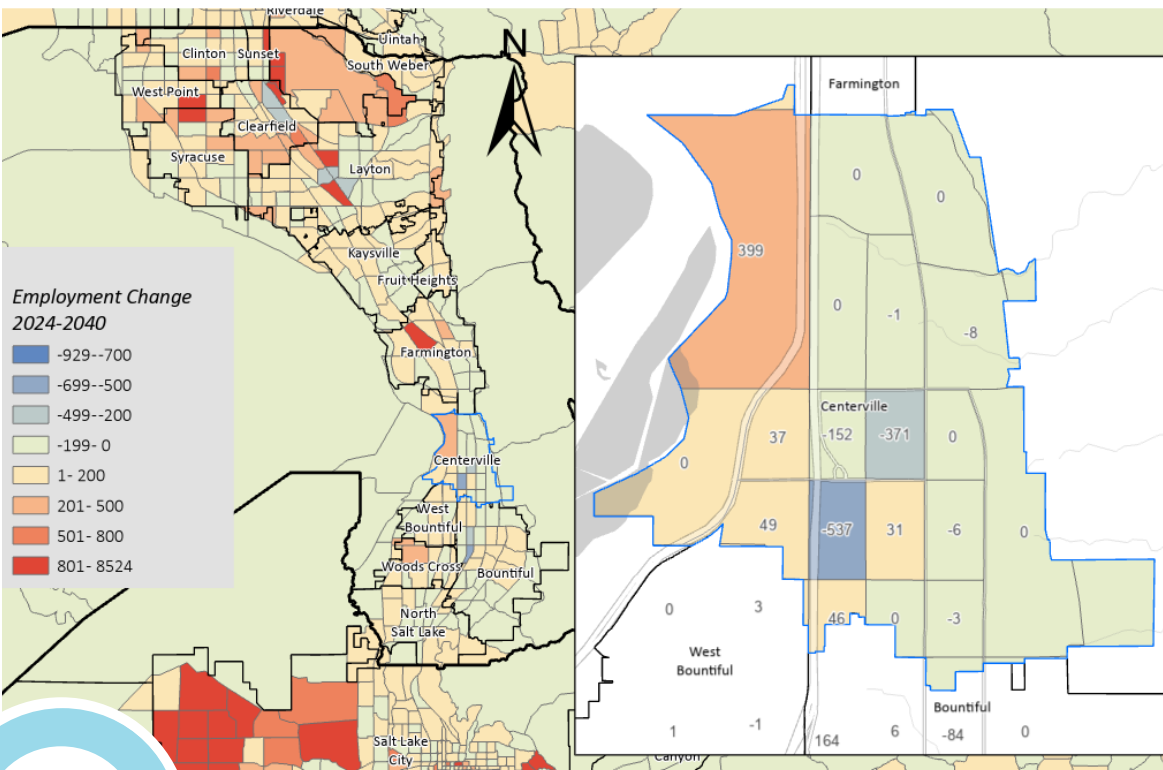 Riverdale
Uintah
Clinton
Sunset
South Weber
West Point
Clearfield
Syracuse
Layton
Kaysville
Fruit Heights
Farmington
Centerville
West
Bountiful
Woods Cross
Bountiful
North
Salt Lake
Salt Lake
City
Canyon
N
Employment Change
2024-2040
-929--700
-699--500
-499--200
-199- 0
1- 200
201- 500
501- 800
801- 8524
Farmington
0
0
399
0
-1
-8
Centerville
37
-152
-371
0
0
49
-537
31
-6
0
0
3
46
0
-3
West
Bountiful
Bountiful
1
-1
164
6
-84
0